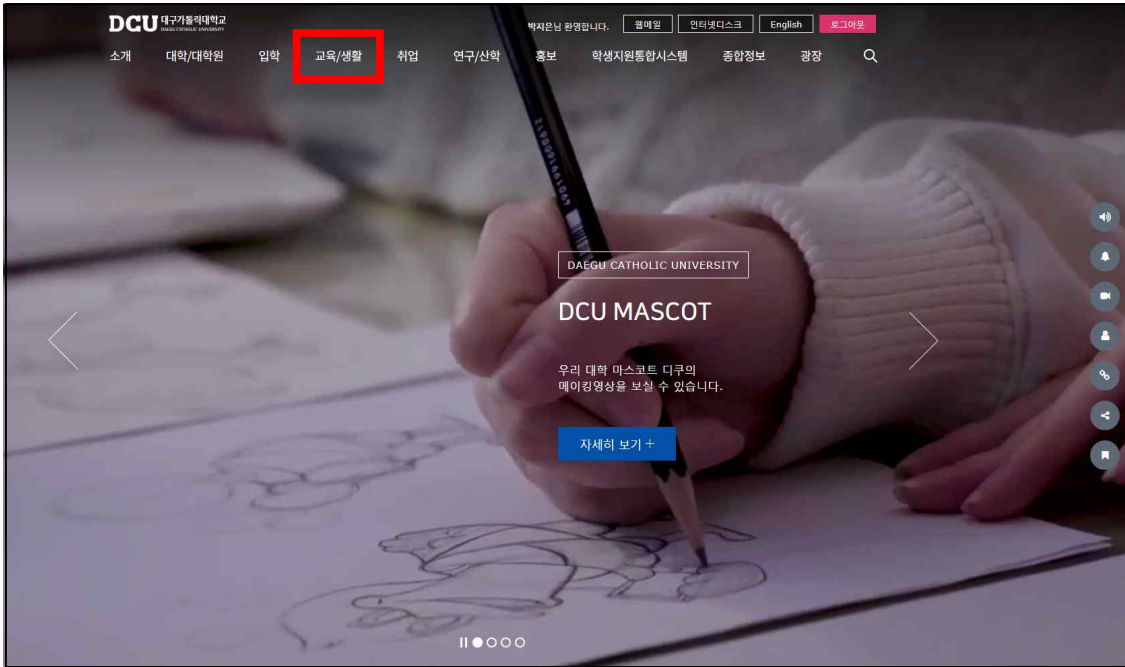 DCU 대구가톨릭대학교
DAEGU CATHOLIC UNIVERSITY
박지은님 환영합니다. 웹메일 인터넷디스크 English 로그아웃
소개 대학/대학원 입학 교육/생활 취업 연구/산학 홍보 학생지원통합시스템 종합정보 광장
DAEGU CATHOLIC UNIVERSITY
DCU MASCOT
우리 대학 마스코트 디쿠의
메이킹영상을 보실 수 있습니다.
자세히 보기 +